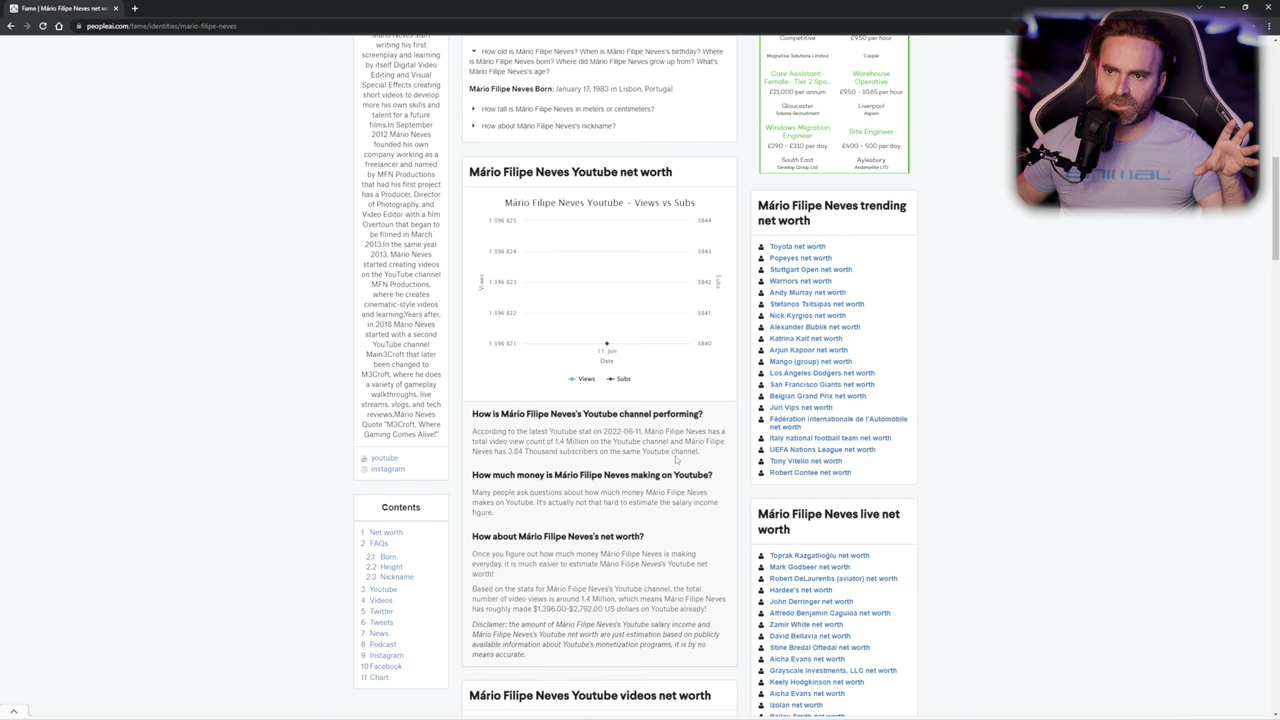 Fame | Mário Filipe Neves net wo
peopleai.com/fame/identities/mario-filipe-neves
writing his first
screenplay and learning
by itself Digital Video
Editing and Visual
Special Effects creating
short videos to develop
more his own skills and
talent for a future
films,In September
2012 Mário Neves
founded his own
company working as a
freelancer and named
by MFN Productions
that had his first project
has a Producer, Director
of Photography, and
Video Editor with a film
Overtoun that began to
be filmed in March
2013.In the same year
2013, Mário Neves
started creating videos
on the YouTube channel
MFN Productions,
where he creates
cinematic-style videos
and learning.Years after,
in 2018 Mário Neves
started with a second
YouTube channel
Main3Croft that later
been changed to
M3Croft, where he does
a variety of gameplay
walkthroughs, live
streams, vlogs, and tech
reviews.Mário Neves
Quote "M3Croft, Where
Gaming Comes Alive!"
youtube
instagram
Contents
1 Net worth
2 FAQs
2.1 Born
2.2 Height
2.3 Nickname
3 Youtube
4 Videos
5 Twitter
6 Tweets
7 News
8 Podcast
9 Instagram
10 Facebook
11 Chart
How old is Mário Filipe Neves? When is Mário Filipe Neves's birthday? Where
is Mário Filipe Neves born? Where did Mário Filipe Neves grow up from? What's
Mário Filipe Neves's age?
Mário Filipe Neves Born: January 17, 1983 in Lisbon, Portugal
How tall is Mário Filipe Neves in meters or centimeters?
How about Mário Filipe Neves's nickname?
Mário Filipe Neves Youtube net worth
Mário Filipe Neves Youtube – Views vs Subs
1 396 825 3844
1 396 824 3843
1 396 823 3842
1 396 822 3841
1 396 821 3840
Views
Subs
11. Jun
Date
Views Subs
How is Mário Filipe Neves's Youtube channel performing?
According to the latest Youtube stat on 2022-06-11, Mário Filipe Neves has a
total video view count of 1.4 Million on the Youtube channel and Mário Filipe
Neves has 3.84 Thousand subscribers on the same Youtube channel.
How much money is Mário Filipe Neves making on Youtube?
Many people ask questions about how much money Mário Filipe Neves
makes on Youtube. It's actually not that hard to estimate the salary income
figure.
How about Mário Filipe Neves's net worth?
Once you figure out how much money Mário Filipe Neves is making
everyday, it is much easier to estimate Mário Filipe Neves's Youtube net
worth!
Based on the stats for Mário Filipe Neves's Youtube channel, the total
number of video views is around 1.4 Million, which means Mário Filipe Neves
has roughly made $1,396.00-$2,792.00 US dollars on Youtube already!
Disclamer: the amount of Mário Filipe Neves's Youtube salary income and
Mário Filipe Neves's Youtube net worth are just estimation based on publicly
available information about Youtube's monetization programs, it is by no
means accurate.
Mário Filipe Neves Youtube videos net worth
Competitive £9.50 per hour
Magnetise Solutions Limited Coople
Care Assistant-
Female- Tier 2 Spo...
£21,000 per annum
Gloucester
Solaree Recruitment
Warehouse
Operative
£9.50 - 10.65 per hour
Liverpool
Aspion
Windows Migration
Engineer
£290 - £310 per day
South East
Develop Group Ltd
Site Engineer
£400 - 500 per day
Aylesbury
Anderselite LTD
Mário Filipe Neves trending
net worth
Toyota net worth
Popeyes net worth
Stuttgart Open net worth
Warriors net worth
Andy Murray net worth
Stefanos Tsitsipas net worth
Nick Kyrgios net worth
Alexander Bublik net worth
Katrina Kaif net worth
Arjun Kapoor net worth
Mango (group) net worth
Los Angeles Dodgers net worth
San Francisco Giants net worth
Belgian Grand Prix net worth
Jüri Vips net worth
Fédération Internationale de l'Automobile
net worth
Italy national football team net worth
UEFA Nations League net worth
Tony Vitello net worth
Robert Contee net worth
Mário Filipe Neves live net
worth
Toprak Razgatlıoğlu net worth
Mark Godbeer net worth
Robert DeLaurentis (aviator) net worth
Hardee's net worth
John Derringer net worth
Alfredo Benjamin Caguioa net worth
Zamir White net worth
David Bellavia net worth
Stine Bredal Oftedal net worth
Aicha Evans net worth
Grayscale Investments, LLC net worth
Keely Hodgkinson net worth
Aicha Evans net worth
Izolan net worth